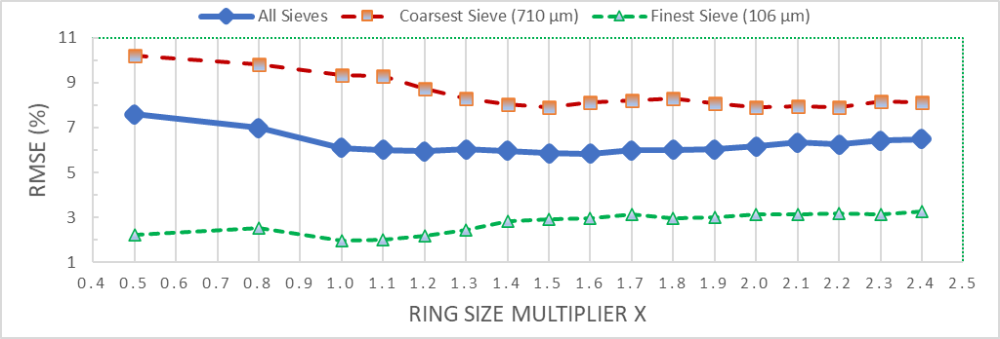 All Sieves Coarsest Sieve (710 µm) Finest Sieve (106 µm)
11
9
7
5
3
1
RMSE (%)
0.4 0.5 0.6 0.7 0.8 0.9 1.0 1.1 1.2 1.3 1.4 1.5 1.6 1.7 1.8 1.9 2.0 2.1 2.2 2.3 2.4 2.5
RING SIZE MULTIPLIER X